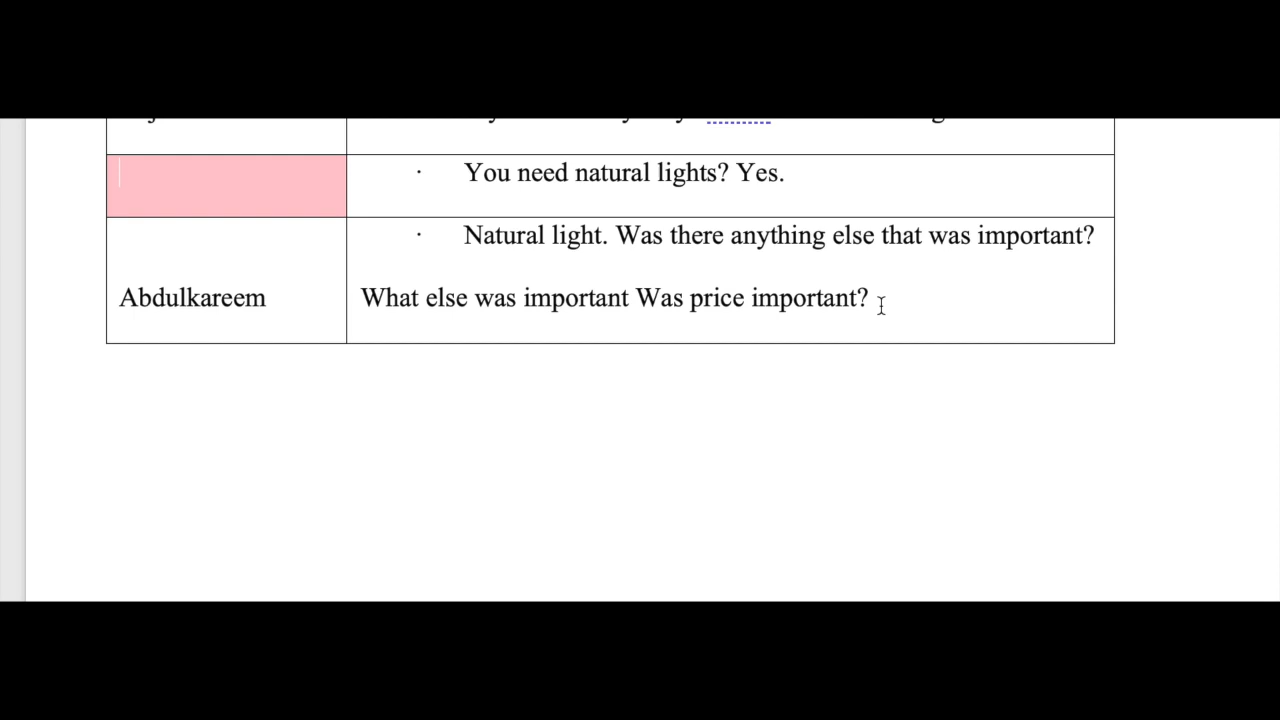 · You need natural lights? Yes.
· Natural light. Was there anything else that was important?
Abdulkareem What else was important Was price important?